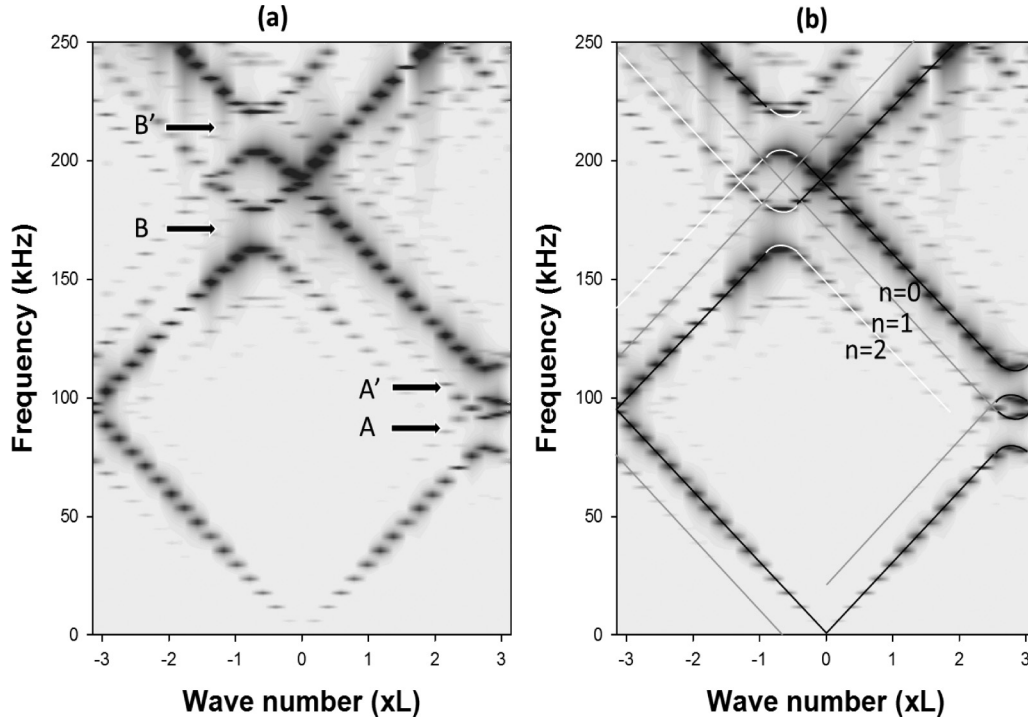 (a)
250
200
150
100
50
0
Frequency (kHz)
B'
B
A'
A
-3 -2 -1 0 1 2 3
Wave number (xL)
(b)
250
200
150
100
50
0
Frequency (kHz)
n=0
n=1
n=2
-3 -2 -1 0 1 2 3
Wave number (xL)